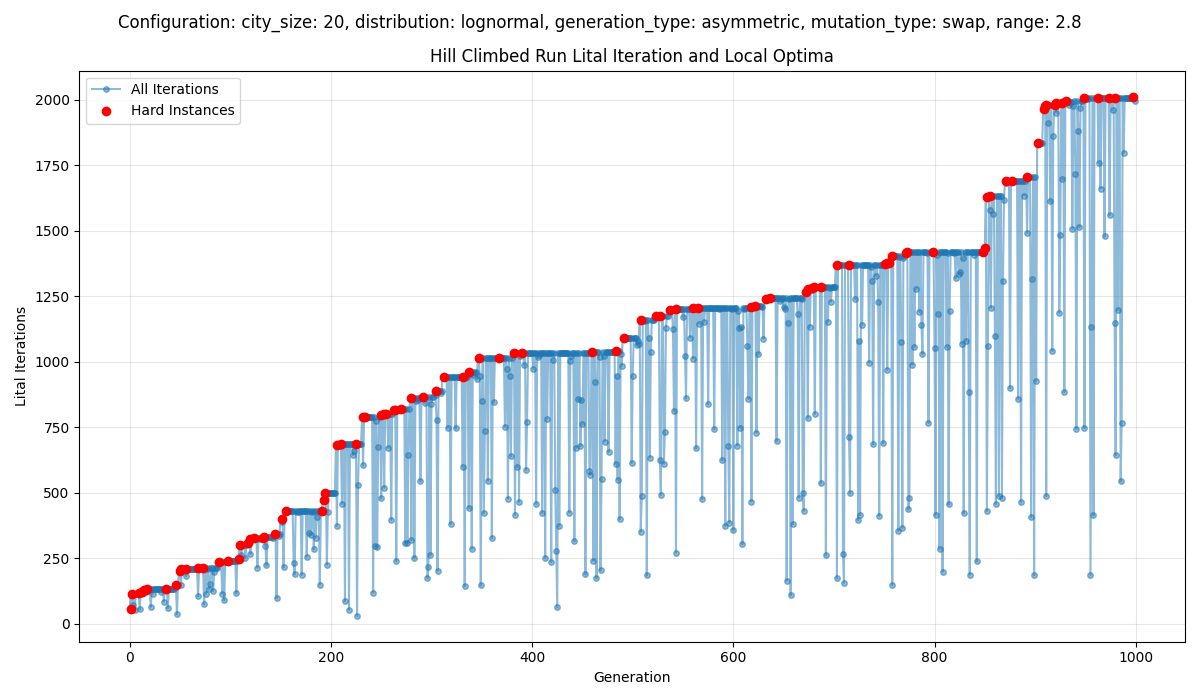 Configuration: city_size: 20, distribution: lognormal, generation_type: asymmetric, mutation_type: swap, range: 2.8
Hill Climbed Run Lital Iteration and Local Optima
All Iterations
Hard Instances
Lital Iterations
2000
1750
1500
1250
1000
750
500
250
0
0 200 400 600 800 1000
Generation